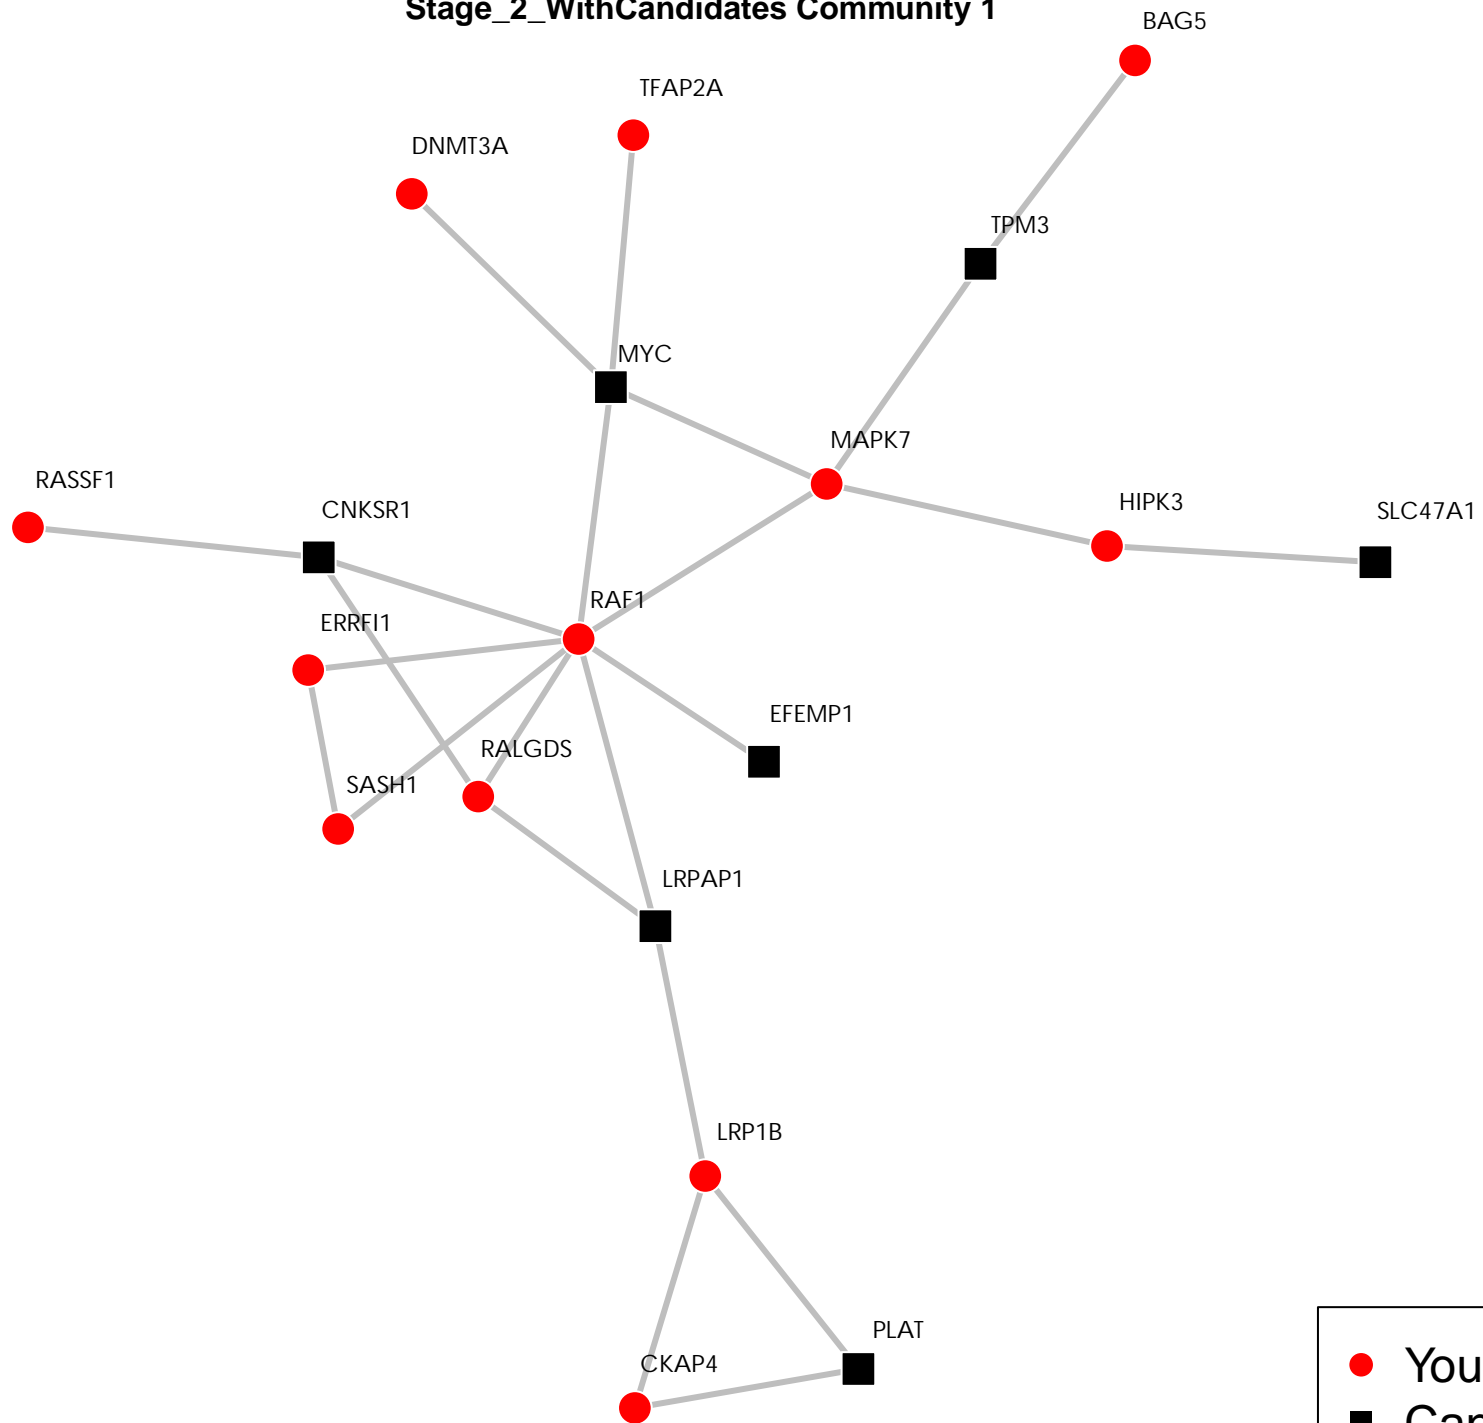 Stage_2_WithCandidates Community 1
BAG5
TFAP2A
DNMT3A
TPM3
MYC
MAPK7
RASSF1
CNKSR1
HIPK3
SLC47A1
RAF1
ERRFI1
EFEMP1
RALGDS
SASH1
LRPAP1
LRP1B
PLAT
CKAP4
You